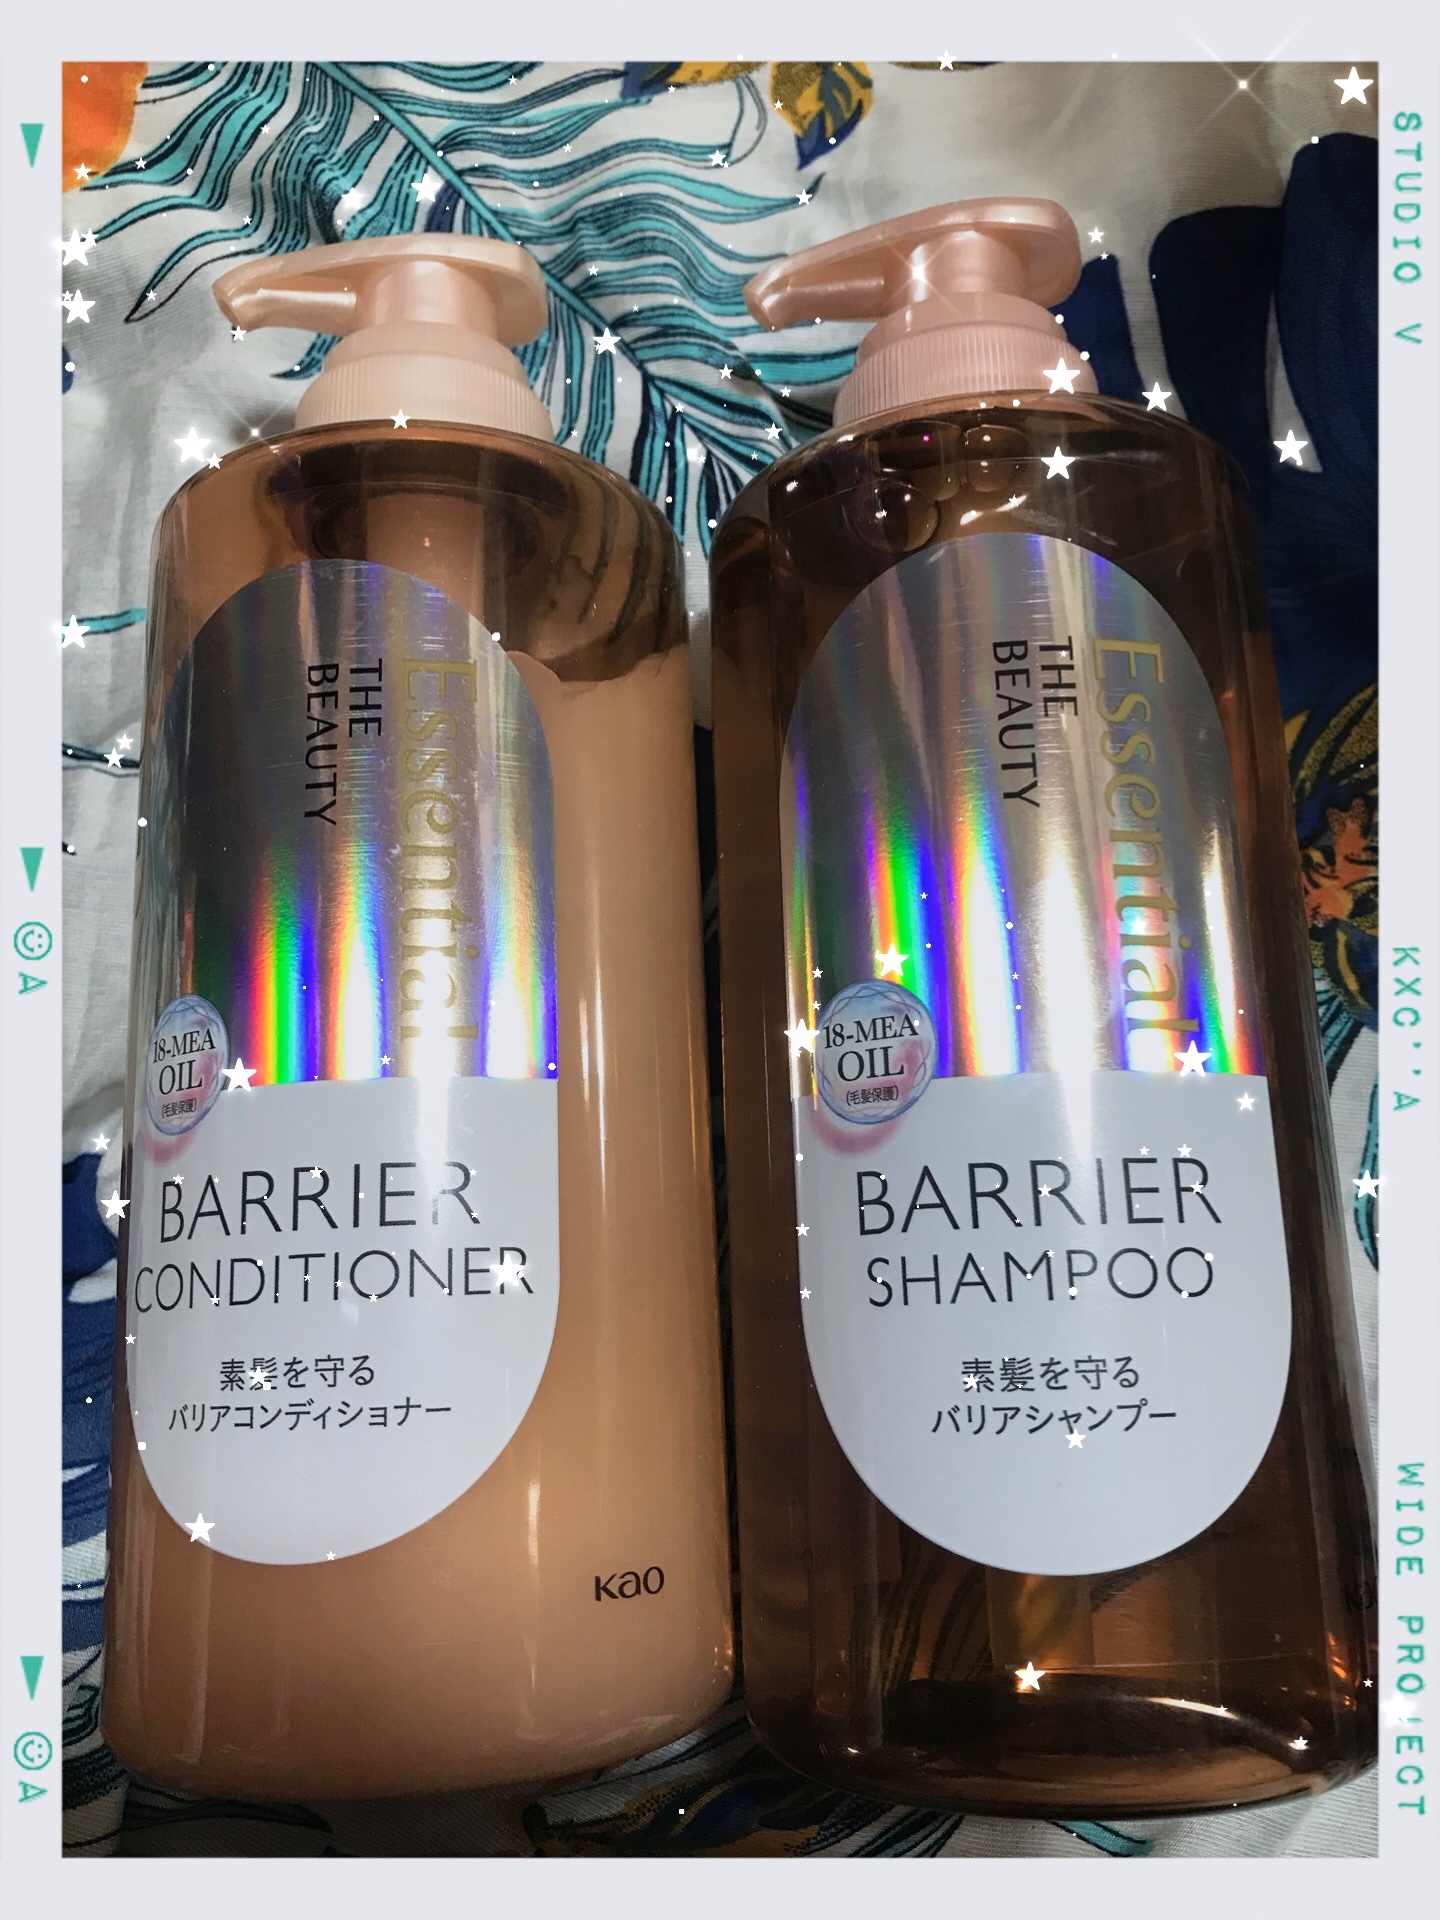 Essential
THE
BEAUTY
18-MEA
OIL
(毛髪保護)
BARRIER
CONDITIONER
素髪を守る
バリアコンディショナー
kao
Essential
THE
BEAUTY
18-MEA
OIL
(毛髪保護)
BARRIER
SHAMPOO
素髪を守る
バリアシャンプー
STUDIO V
KXC''A
WIDE PROJECT
A
A